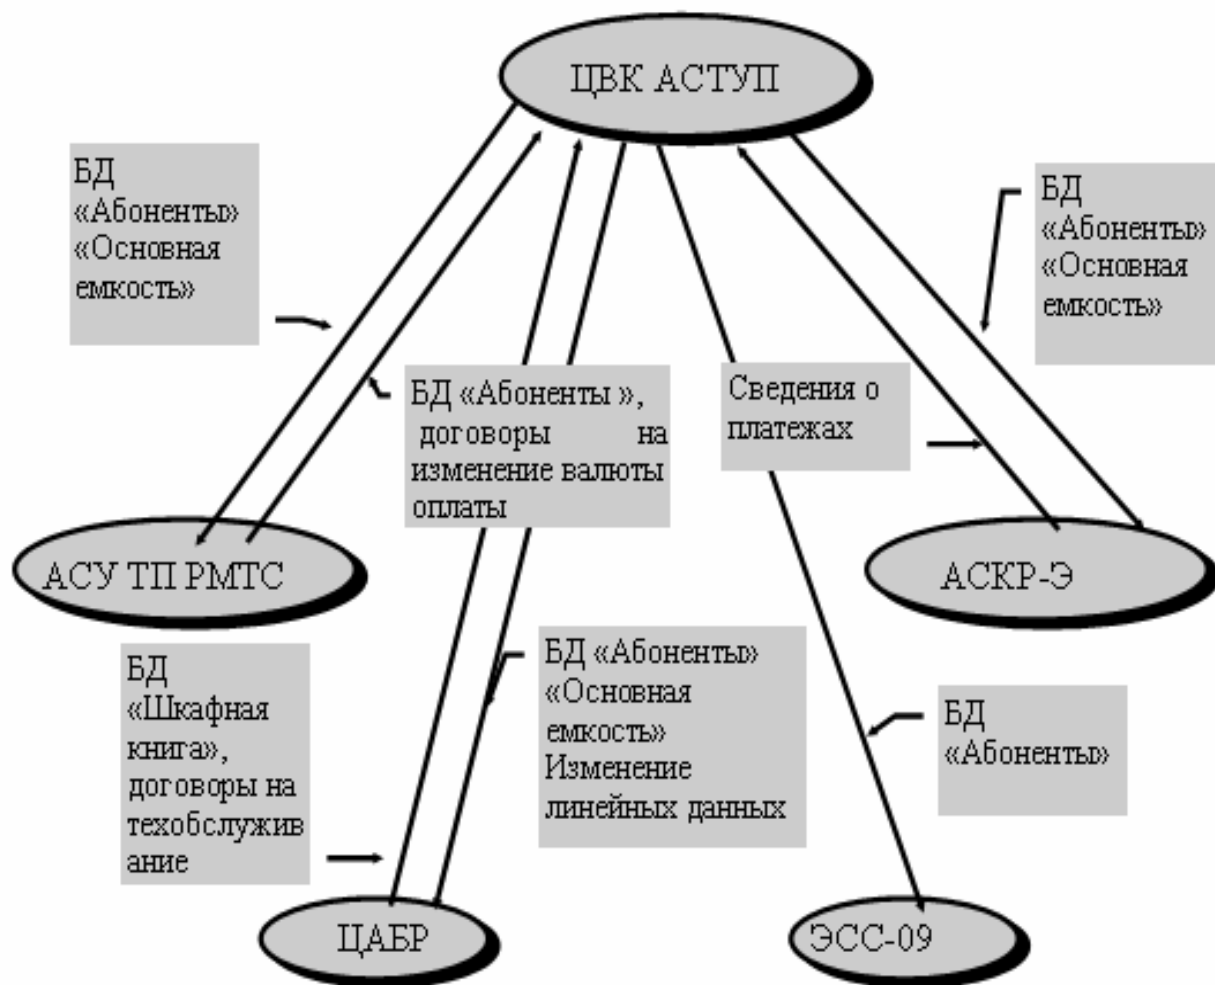 ЦВК АСТУП
БД
«Абоненты»
«Основная
емкость»
БД
«Абоненты»
«Основная
емкость»
БД «Абоненты »,
договоры на
изменение валюты
оплаты
Сведения о
платежах
АСУ ТП РМТС
АСКР-Э
БД
«Шкафная
книга»,
договоры на
техобслужив
ание
БД «Абоненты»
«Основная
емкость»
Изменение
линейных данных
БД
«Абоненты»
ЦАБР
ЭСС-09